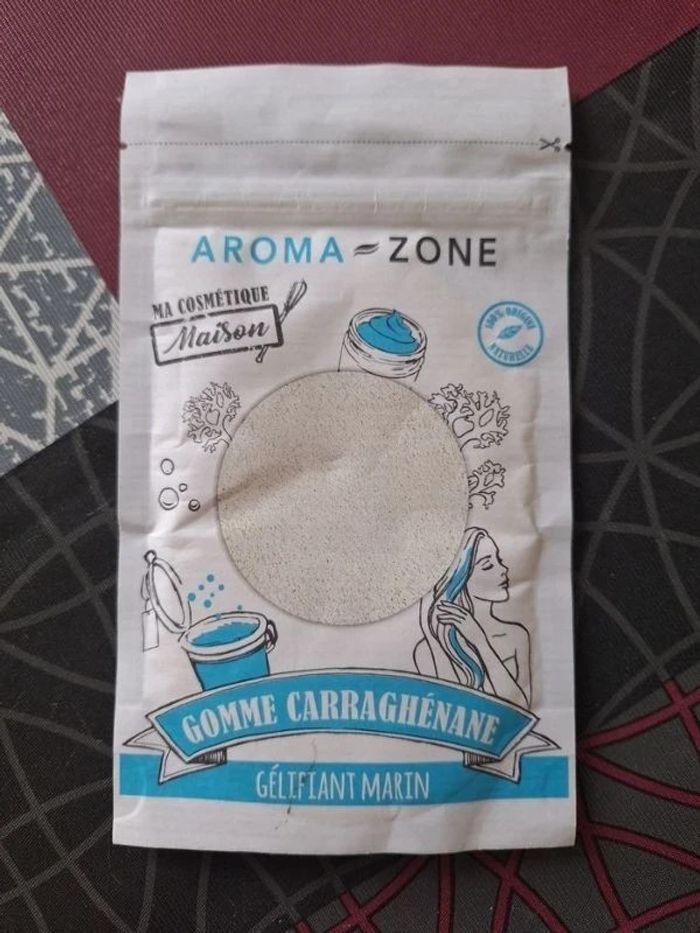 AROMA-ZONE
MA COSMÉTIQUE
Maison
100% ORIGINE
NATURELLE
GOMME CARRAGHÉNANE
GÉLIFIANT MARIN